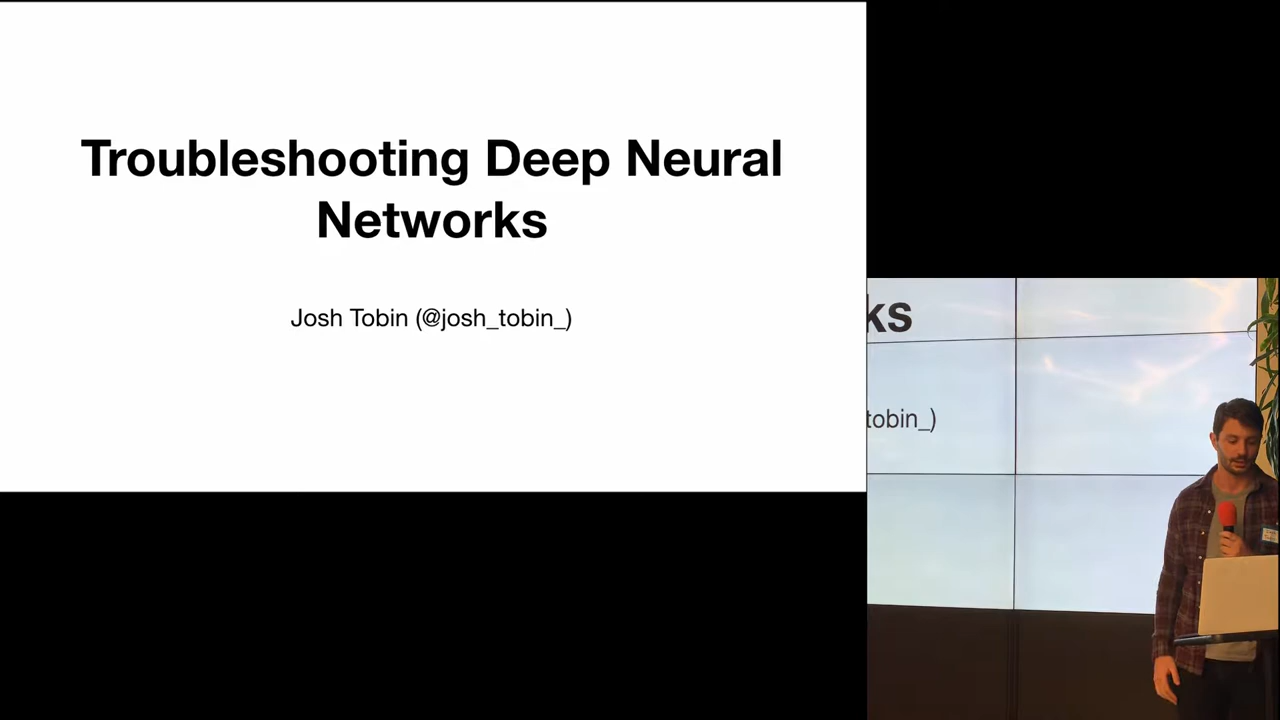 Troubleshooting Deep Neural
Networks
Josh Tobin (@josh_tobin_)
ks
tobin_)